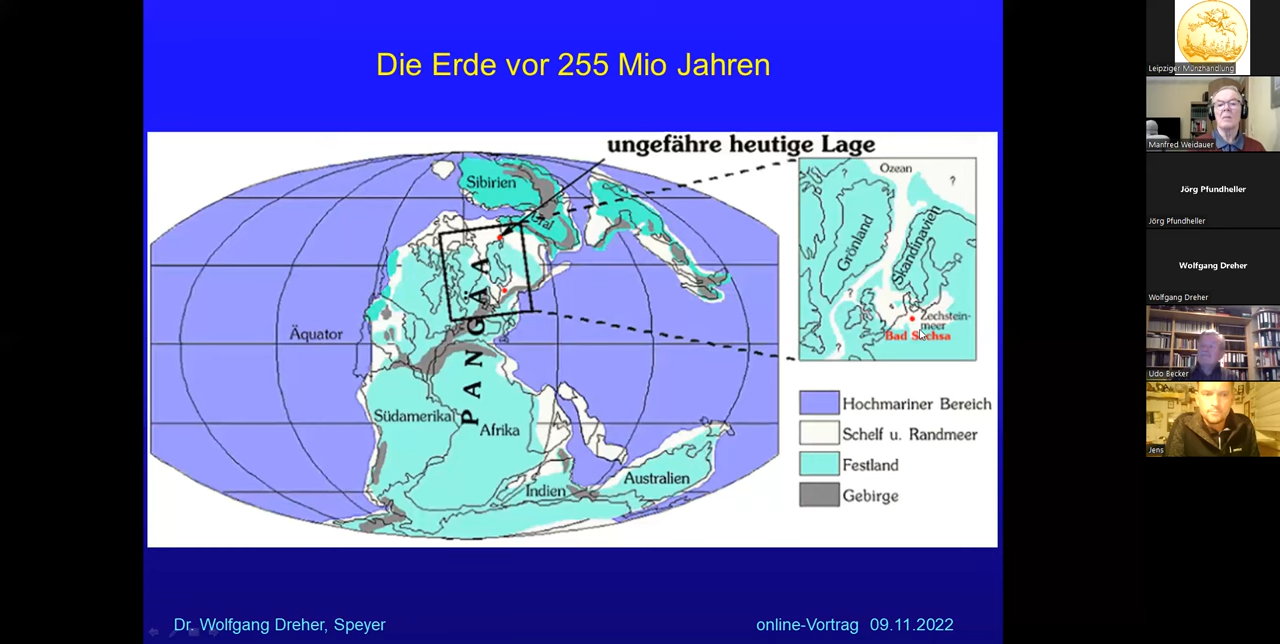 Die Erde vor 255 Mio Jahren
ungefähre heutige Lage
Sibirien
Ural
PANGÄA
Äquator
Südamerika
Afrika
Indien
Australien
Ozean
?
Grönland
Skandinavien
?
?
Zechstein-
meer
Bad Sachsa
Hochmariner Bereich
Schelf u. Randmeer
Festland
Gebirge
Dr. Wolfgang Dreher, Speyer
online-Vortrag 09.11.2022
Leipziger Münzhandlung
Manfred Weidauer
Jörg Pfundheller
Jörg Pfundheller
Wolfgang Dreher
Wolfgang Dreher
Udo Becker
Jens